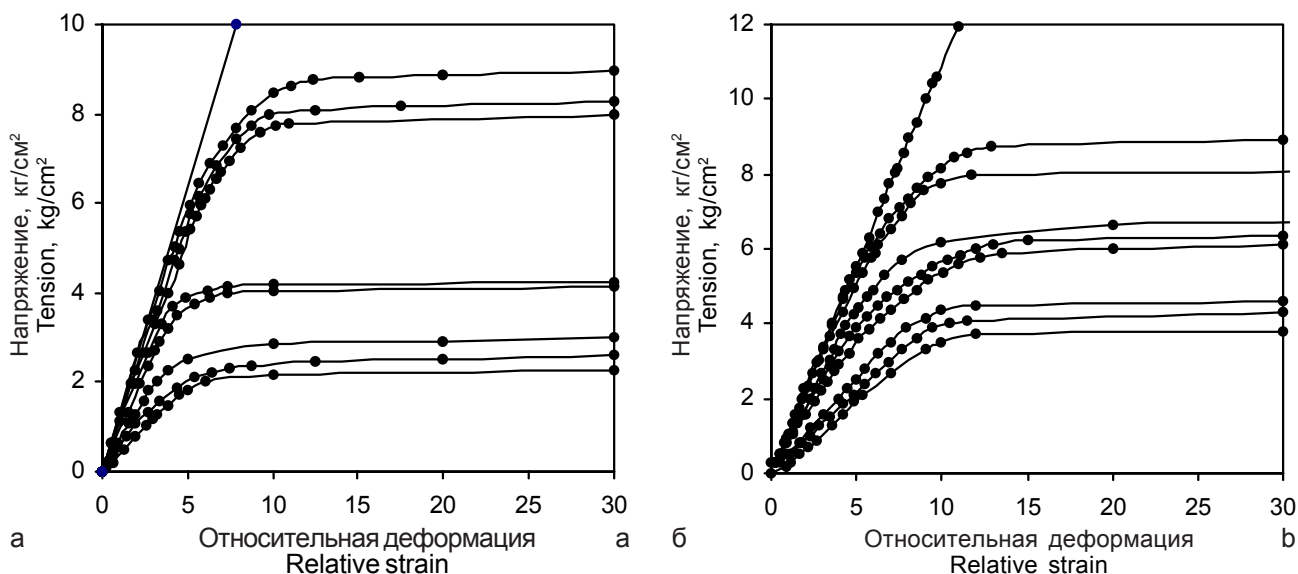 10
8
6
4
2
0
Напряжение, кг/см²
Tension, kg/cm²
0 5 10 15 20 25 30
а Относительная деформация a
Relative strain
12
10
8
6
4
2
0
Напряжение, кг/см²
Tension, kg/cm²
0 5 10 15 20 25 30
б Относительная деформация b
Relative strain